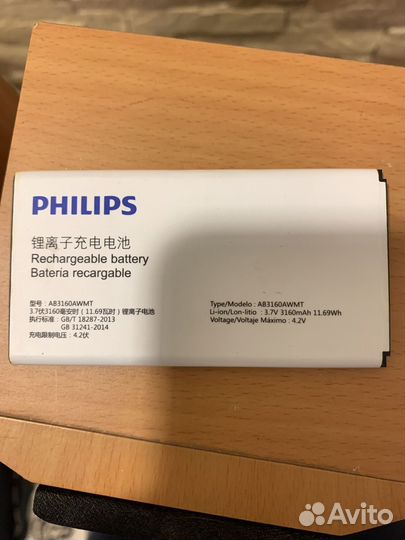 PHILIPS
锂离子充电电池
Rechargeable battery
Bateria recargable
型号：AB3160AWMT
3.7伏3160毫安时（11.69瓦时）锂离子电池
执行标准：GB/T 18287-2013
GB 31241-2014
充电限制电压：4.2伏
Type/Modelo : AB3160AWMT
Li-ion/Lon-litio : 3.7V 3160mAh 11.69Wh
Voltage/Voltaje Máximo : 4.2V
Avito